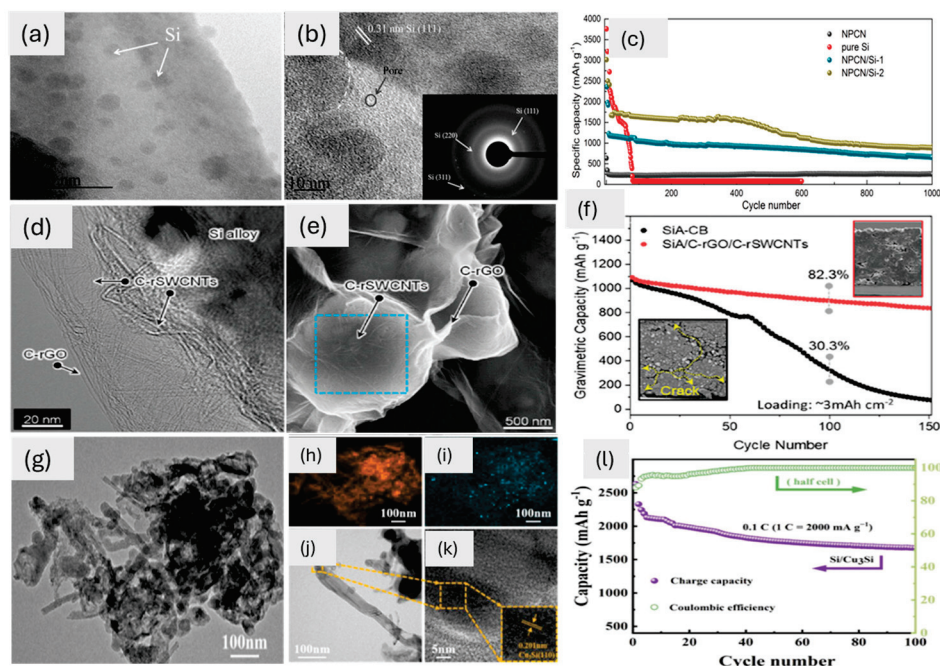 (a)
Si
(b)
0.31 nm Si (111)
Pore
Si (111)
Si (220)
Si (311)
10 nm
(c)
NPCN
pure Si
NPCN/Si-1
NPCN/Si-2
Specific capacity (mAh g⁻¹)
4000
3500
3000
2500
2000
1500
1000
500
0
200 400 600 800 1000
Cycle number
(d)
Si alloy
C-rSWCNTs
C-rGO
20 nm
(e)
C-rGO
C-rSWCNTs
500 nm
(f)
SiA-CB
SiA/C-rGO/C-rSWCNTs
82.3%
30.3%
Crack
Loading: ~3mAh cm⁻²
Gravimetric Capacity (mAh g⁻¹)
1400
1200
1000
800
600
400
200
0
0 50 100 150
Cycle Number
(g)
100nm
(h)
100nm
(i)
100nm
(j)
100nm
(k)
5nm
(l)
( half cell )
0.1 C (1 C = 2000 mA g⁻¹)
Si/Cu₃Si
Charge capacity
Coulombic efficiency
Capacity (mAh g⁻¹)
2500
2000
1500
1000
500
0
100
80
60
40
20
0
0 20 40 60 80 100
Cycle number